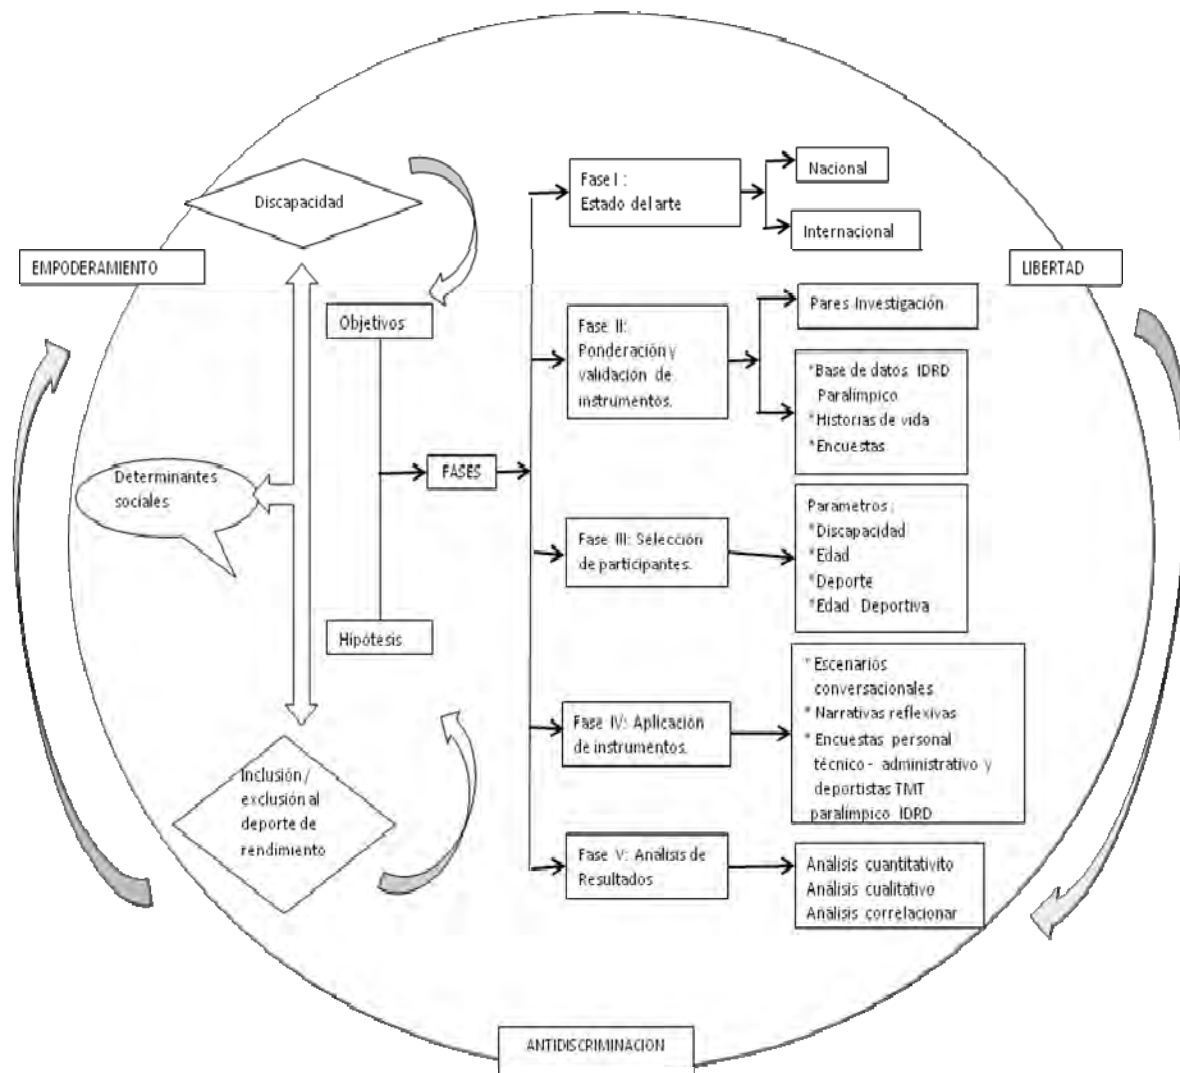 Discapacidad
EMPODERAMIENTO
Objetivos
Determinantes
sociales
Hipótesis
Inclusión /
exclusión al
deporte de
rendimiento
FASES
Fase I :
Estado del arte
Nacional
Internacional
LIBERTAD
Fase II:
Ponderación y
validación de
instrumentos.
Pares Investigación
*Base de datos IDRD
Paralímpico
*Historias de vida
*Encuestas
Fase III: Selección
de participantes.
Parametros :
*Discapacidad
*Edad
*Deporte
*Edad Deportiva
Fase IV: Aplicación
de instrumentos.
* Escenarios
conversacionales
* Narrativas reflexivas
* Encuestas personal
técnico - administrativo y
deportistas TMT
paralímpico IDRD
Fase V: Análisis de
Resultados
Análisis cuantitativito
Análisis cualitativo
Análisis correlacionar
ANTIDISCRIMINACION